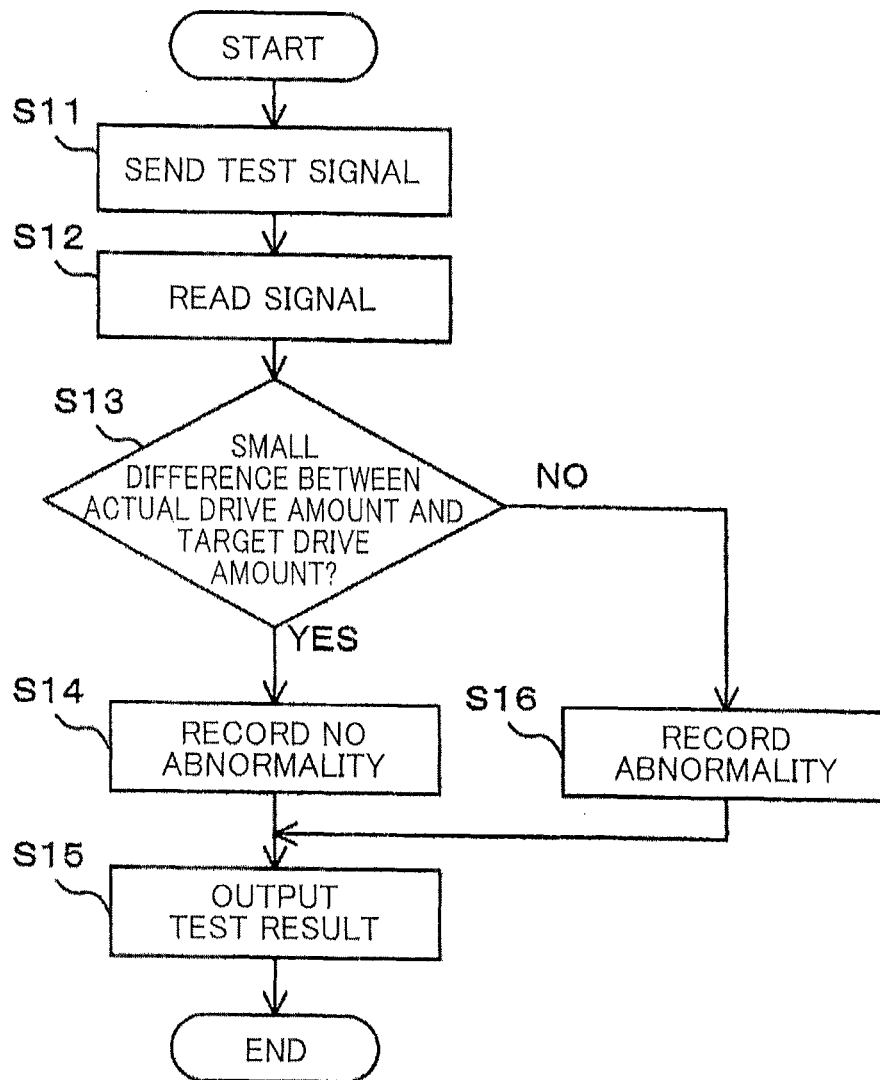 START
S11
SEND TEST SIGNAL
S12
READ SIGNAL
S13
SMALL
DIFFERENCE BETWEEN
ACTUAL DRIVE AMOUNT AND
TARGET DRIVE
AMOUNT?
NO
YES
S14
RECORD NO
ABNORMALITY
S16
RECORD
ABNORMALITY
S15
OUTPUT
TEST RESULT
END